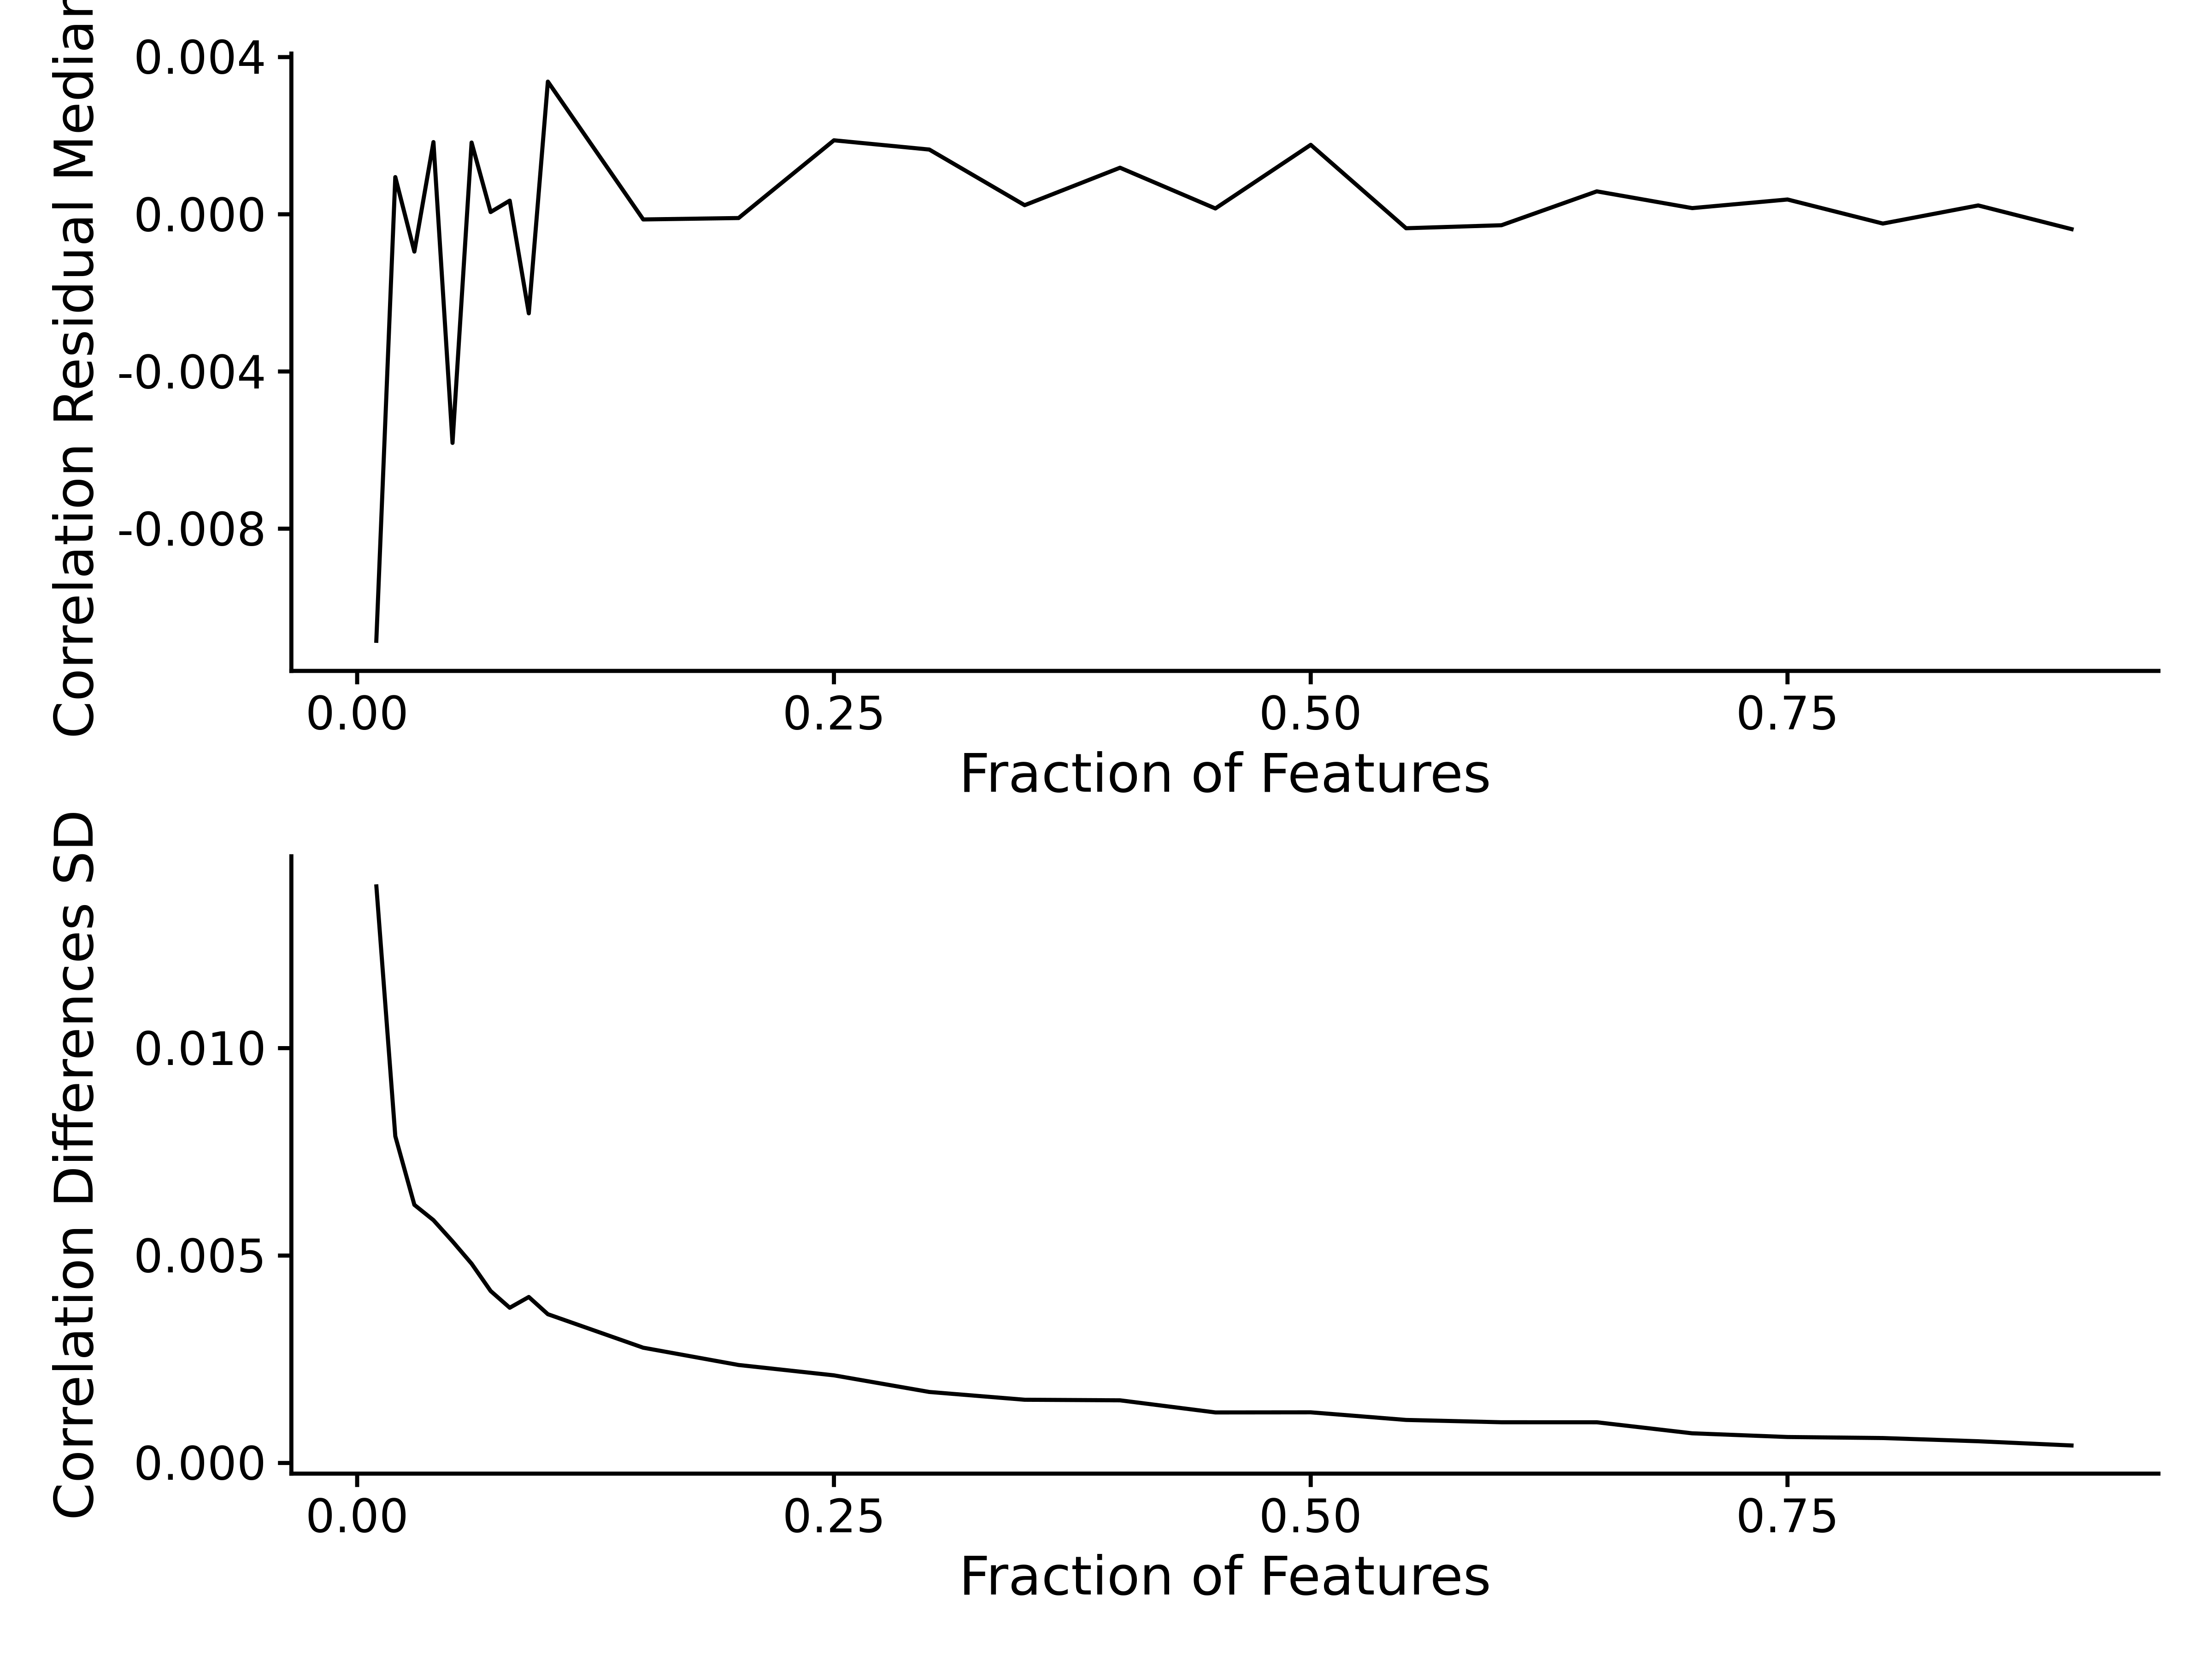 Correlation Residual Median
0.004
0.000
-0.004
-0.008
0.00 0.25 0.50 0.75
Fraction of Features
Correlation Differences SD
0.010
0.005
0.000
0.00 0.25 0.50 0.75
Fraction of Features